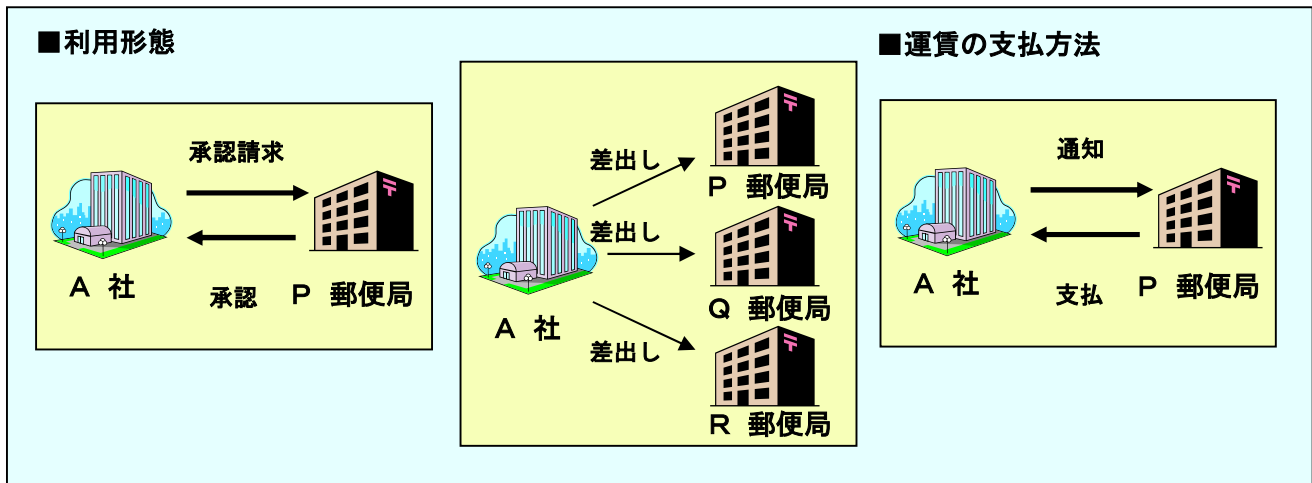 ■利用形態
承認請求
A 社
承認
P 郵便局
差出し
P 郵便局
差出し
Q 郵便局
A 社
差出し
R 郵便局
■運賃の支払方法
通知
A 社
支払
P 郵便局